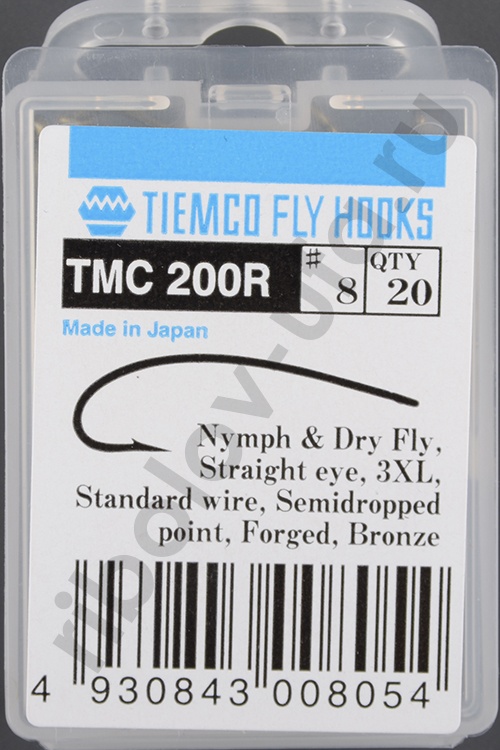 TIEMCO FLY HOOKS
TMC 200R # 8 QTY 20
Made in Japan
Nymph & Dry Fly,
Straight eye, 3XL,
Standard wire, Semidropped
point, Forged, Bronze
4 930843 008054
ribolov-ufa.ru